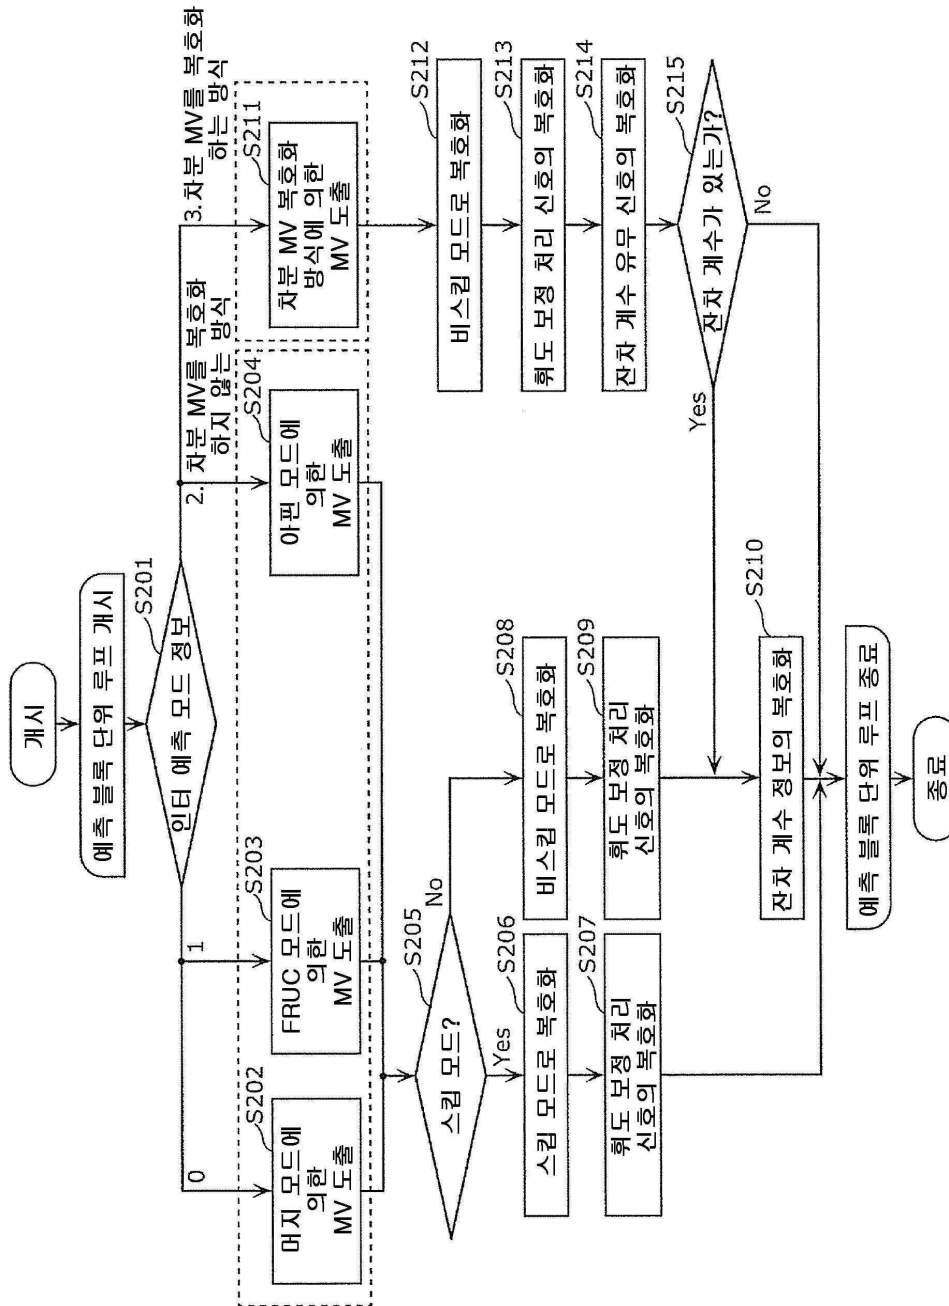 개시
예측 블록 단위 루프 개시
S201
인터 예측 모드 정보
0
1
2. 차분 MV를 복호화
하지 않는 방식
3. 차분 MV를 복호화
하는 방식
S202
머지 모드에
의한
MV 도출
S203
FRUC 모드에
의한
MV 도출
S204
아핀 모드에
의한
MV 도출
S211
차분 MV 복호화
방식에 의한
MV 도출
S205
스킵 모드?
Yes
No
S206
스킵 모드로 복호화
S207
휘도 보정 처리
신호의 복호화
S208
비스킵 모드로 복호화
S209
휘도 보정 처리
신호의 복호화
S212
비스킵 모드로 복호화
S213
휘도 보정 처리 신호의 복호화
S214
잔차 계수 유무 신호의 복호화
S215
잔차 계수가 있는가?
Yes
No
S210
잔차 계수 정보의 복호화
예측 블록 단위 루프 종료
종료